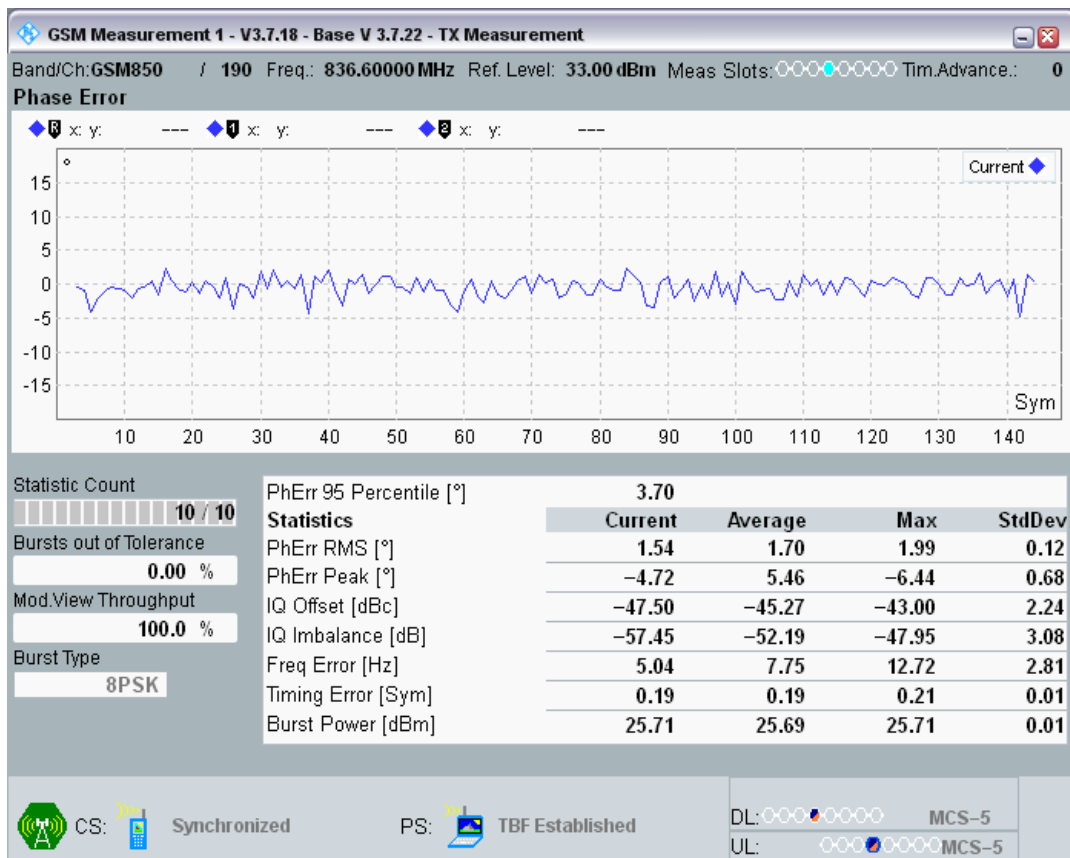 GSM Measurement 1 - V3.7.18 - Base V 3.7.22 - TX Measurement
Band/Ch:GSM850 / 190 Freq.: 836.60000 MHz Ref. Level: 33.00 dBm Meas Slots: Tim.Advance.: 0
Phase Error
R x: y: --- 1 x: y: --- 2 x: y: ---
°
Current
15
10
5
0
-5
-10
-15
Sym
10 20 30 40 50 60 70 80 90 100 110 120 130 140
Statistic Count
10 / 10
Bursts out of Tolerance
0.00 %
Mod.View Throughput
100.0 %
Burst Type
8PSK
PhErr 95 Percentile [°] 3.70
Statistics Current Average Max StdDev
PhErr RMS [°] 1.54 1.70 1.99 0.12
PhErr Peak [°] −4.72 5.46 −6.44 0.68
IQ Offset [dBc] −47.50 −45.27 −43.00 2.24
IQ Imbalance [dB] −57.45 −52.19 −47.95 3.08
Freq Error [Hz] 5.04 7.75 12.72 2.81
Timing Error [Sym] 0.19 0.19 0.21 0.01
Burst Power [dBm] 25.71 25.69 25.71 0.01
CS: Synchronized PS: TBF Established
DL: MCS−5
UL: MCS−5